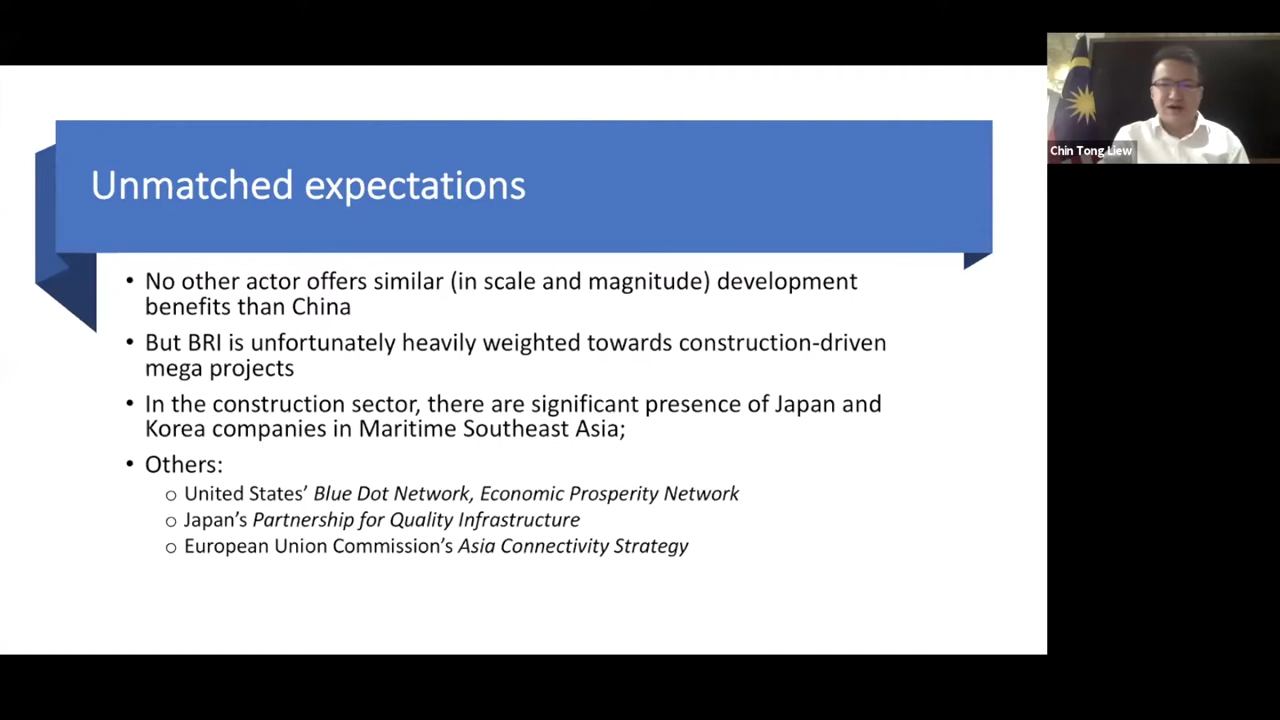 Unmatched expectations
• No other actor offers similar (in scale and magnitude) development
benefits than China
• But BRI is unfortunately heavily weighted towards construction-driven
mega projects
• In the construction sector, there are significant presence of Japan and
Korea companies in Maritime Southeast Asia;
• Others:
o United States’ Blue Dot Network, Economic Prosperity Network
o Japan’s Partnership for Quality Infrastructure
o European Union Commission’s Asia Connectivity Strategy
Chin Tong Liew